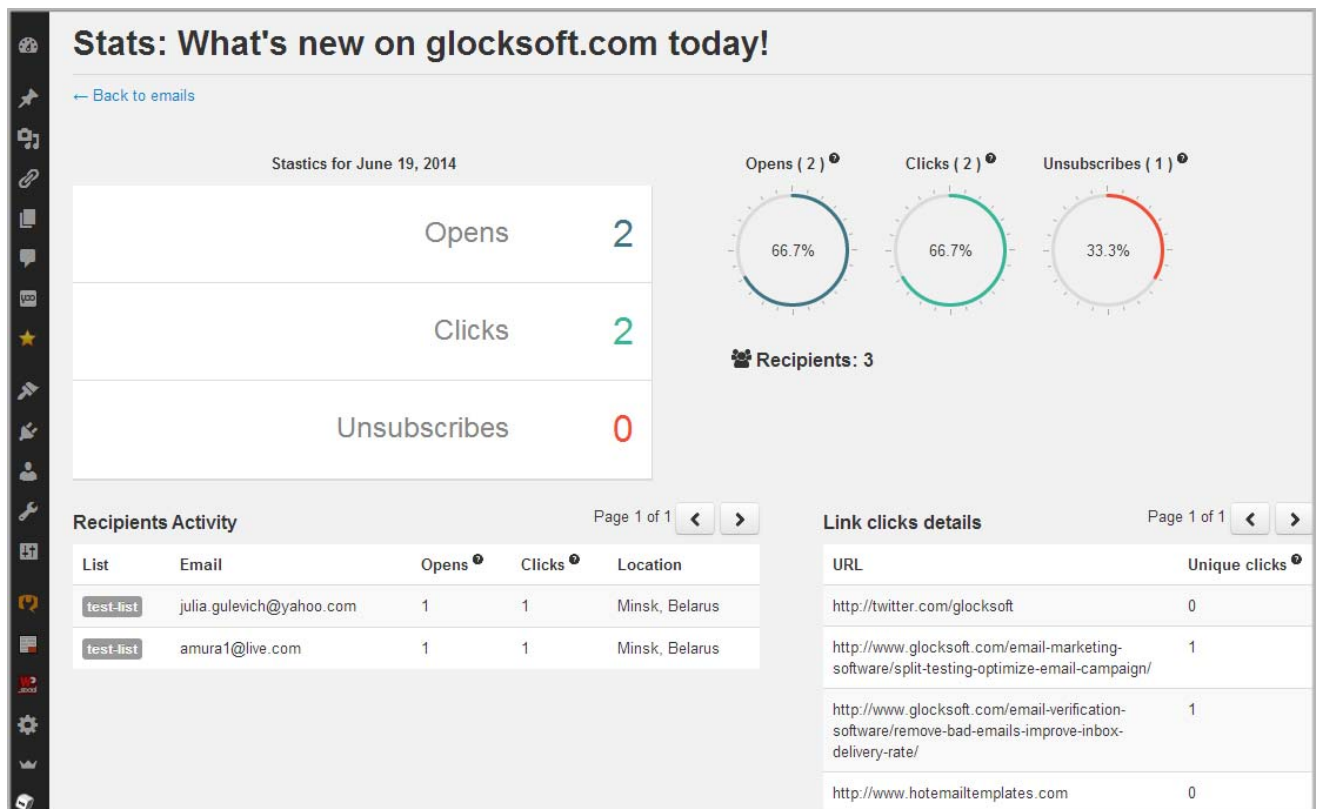 Stats: What's new on glocksoft.com today!
← Back to emails
Stastics for June 19, 2014
Opens 2
Clicks 2
Unsubscribes 0
Opens ( 2 )
Clicks ( 2 )
Unsubscribes ( 1 )
66.7%
66.7%
33.3%
Recipients: 3
Recipients Activity
Page 1 of 1
List Email Opens Clicks Location
test-list julia.gulevich@yahoo.com 1 1 Minsk, Belarus
test-list amura1@live.com 1 1 Minsk, Belarus
Link clicks details
Page 1 of 1
URL Unique clicks
http://twitter.com/glocksoft 0
http://www.glocksoft.com/email-marketing- 1
software/split-testing-optimize-email-campaign/
http://www.glocksoft.com/email-verification- 1
software/remove-bad-emails-improve-inbox-
delivery-rate/
http://www.hotemailtemplates.com 0